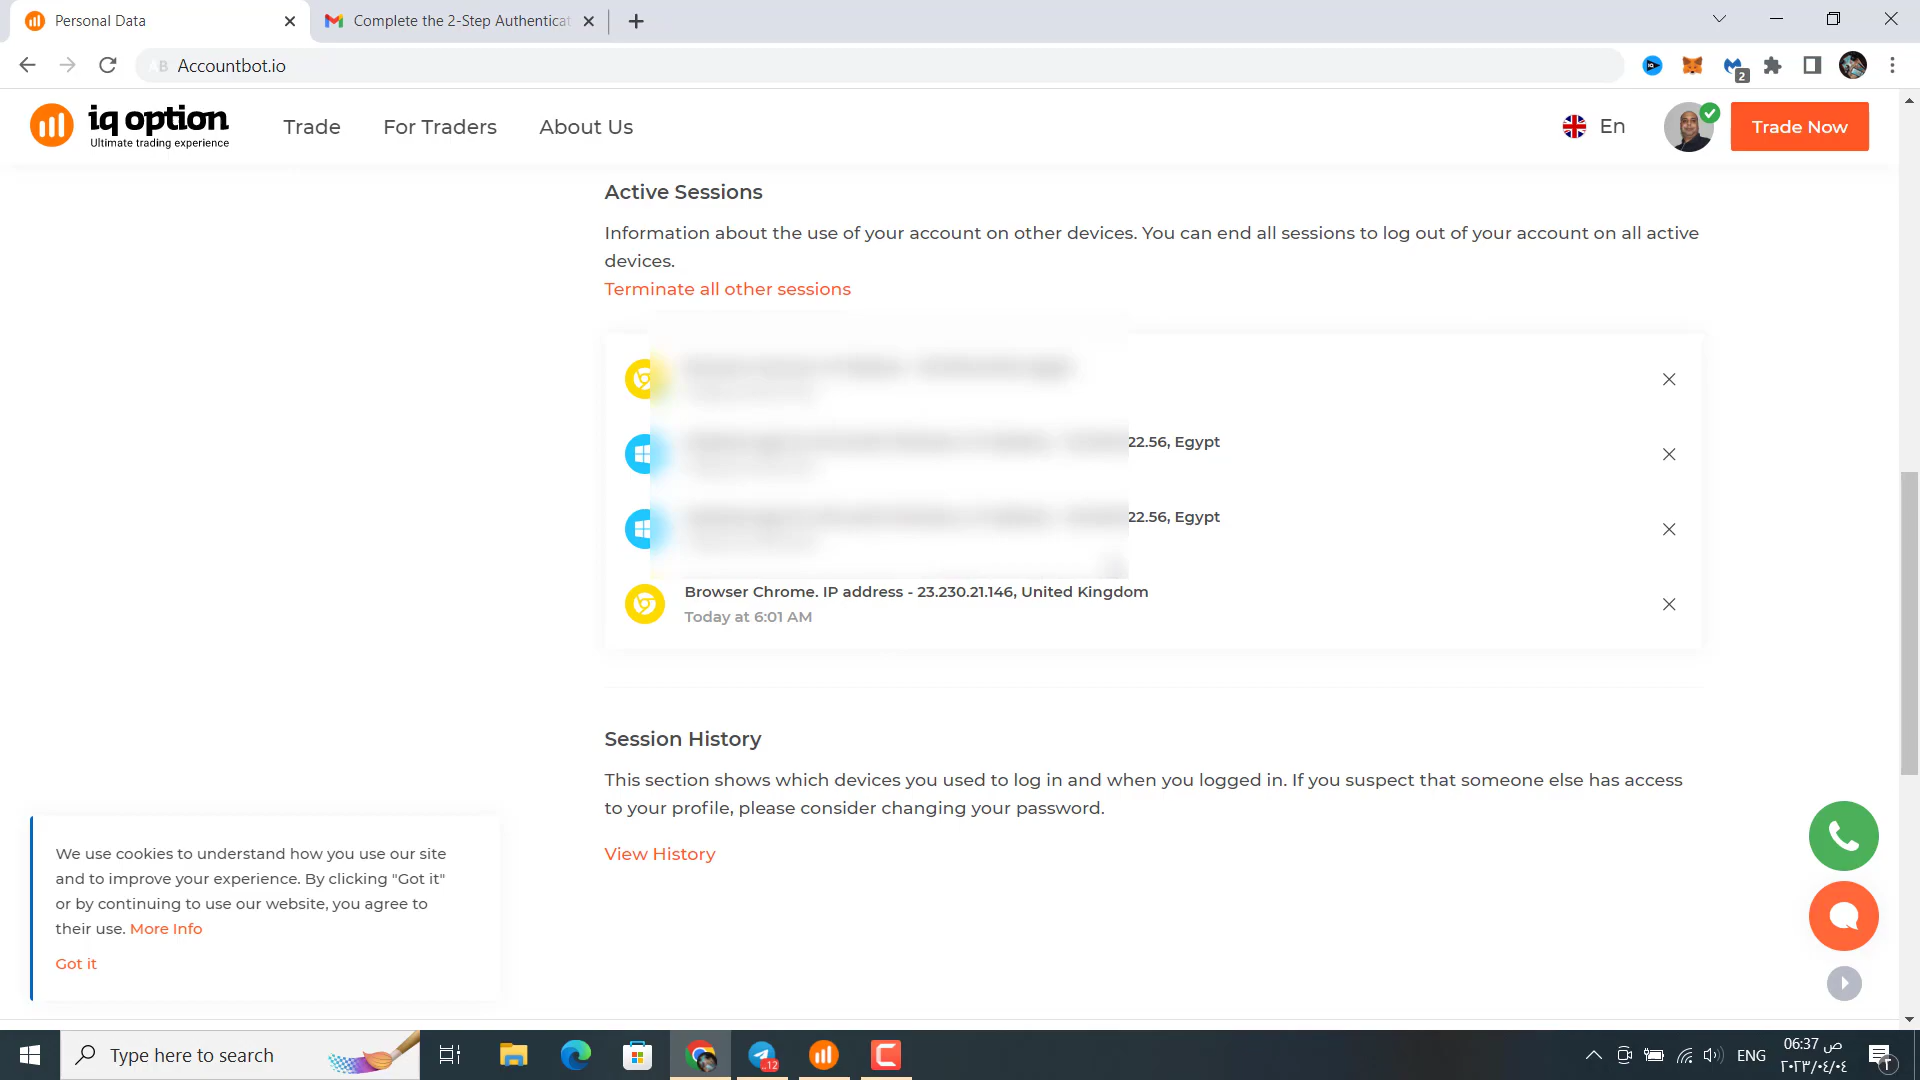 Personal Data
Complete the 2-Step Authenticat
Accountbot.io
2
iq option
Ultimate trading experience
Trade
For Traders
About Us
En
Trade Now
Active Sessions
Information about the use of your account on other devices. You can end all sessions to log out of your account on all active
devices.
Terminate all other sessions
22.56, Egypt
22.56, Egypt
Browser Chrome. IP address - 23.230.21.146, United Kingdom
Today at 6:01 AM
Session History
This section shows which devices you used to log in and when you logged in. If you suspect that someone else has access
to your profile, please consider changing your password.
View History
We use cookies to understand how you use our site
and to improve your experience. By clicking "Got it"
or by continuing to use our website, you agree to
their use. More Info
Got it
Type here to search
..12
ENG
06:37 ص
٢٠٢٣/٠٤/٠٤
٢